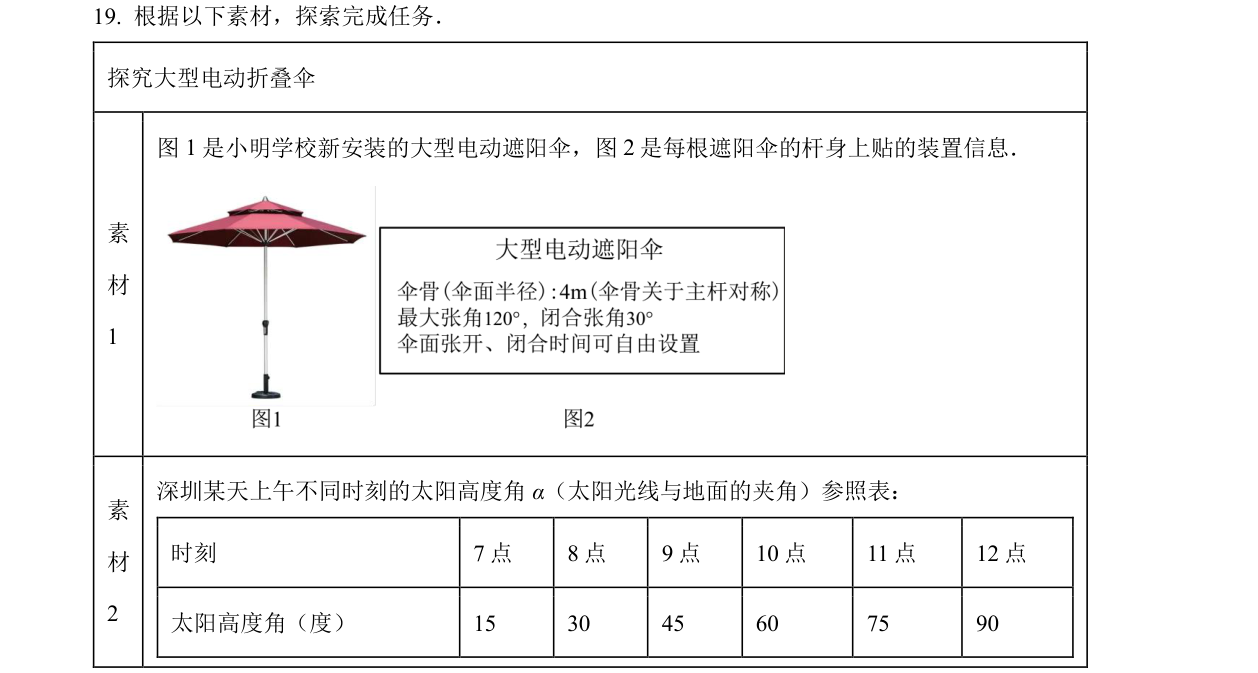 19. 根据以下素材，探索完成任务．
探究大型电动折叠伞
素材1
图 1 是小明学校新安装的大型电动遮阳伞，图 2 是每根遮阳伞的杆身上贴的装置信息．
大型电动遮阳伞
伞骨(伞面半径):4m(伞骨关于主杆对称)
最大张角120°, 闭合张角30°
伞面张开、闭合时间可自由设置
图1 图2
素材2
深圳某天上午不同时刻的太阳高度角 α（太阳光线与地面的夹角）参照表：
时刻 7 点 8 点 9 点 10 点 11 点 12 点
太阳高度角（度） 15 30 45 60 75 90